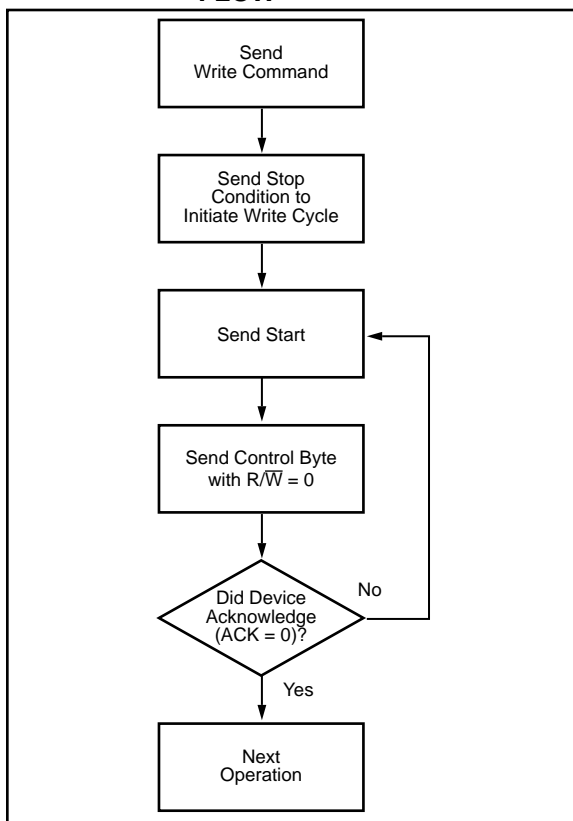 Send
Write Command
Send Stop
Condition to
Initiate Write Cycle
Send Start
Send Control Byte
with R/W̅ = 0
Did Device
Acknowledge
(ACK = 0)?
No
Yes
Next
Operation